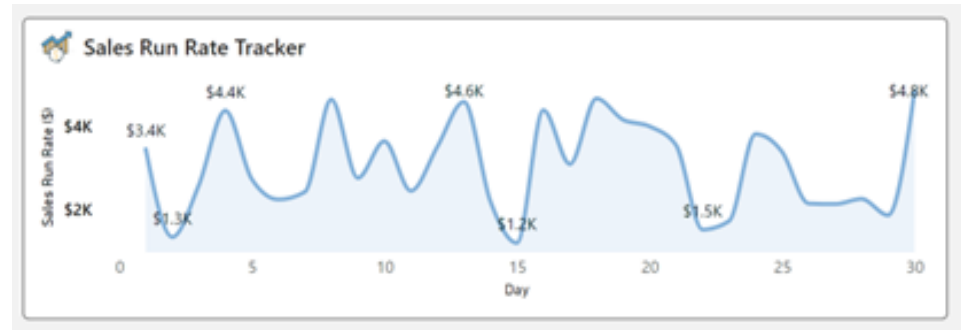 Sales Run Rate Tracker
Sales Run Rate ($)
$4K
$2K
$3.4K
$1.3K
$4.4K
$4.6K
$1.2K
$1.5K
$4.8K
0 5 10 15 20 25 30
Day